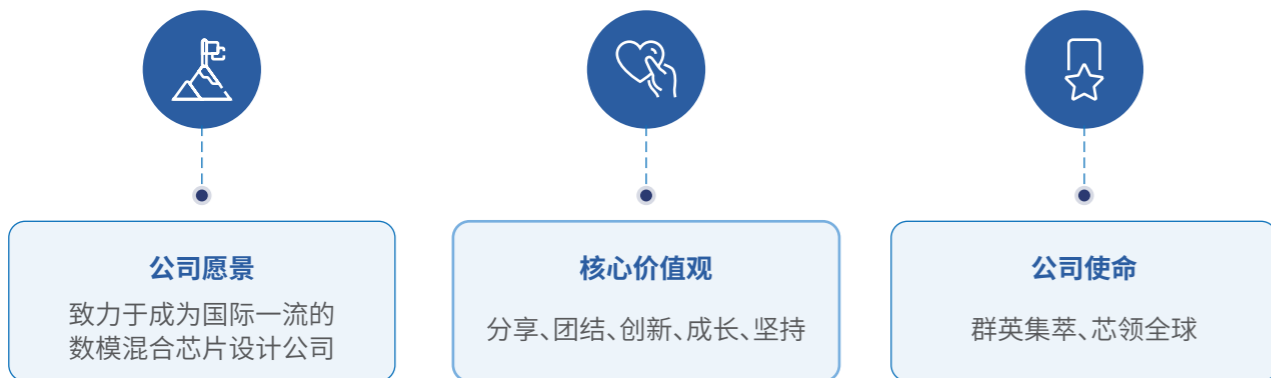 公司愿景
致力于成为国际一流的
数模混合芯片设计公司
核心价值观
分享、团结、创新、成长、坚持
公司使命
群英集萃、芯领全球